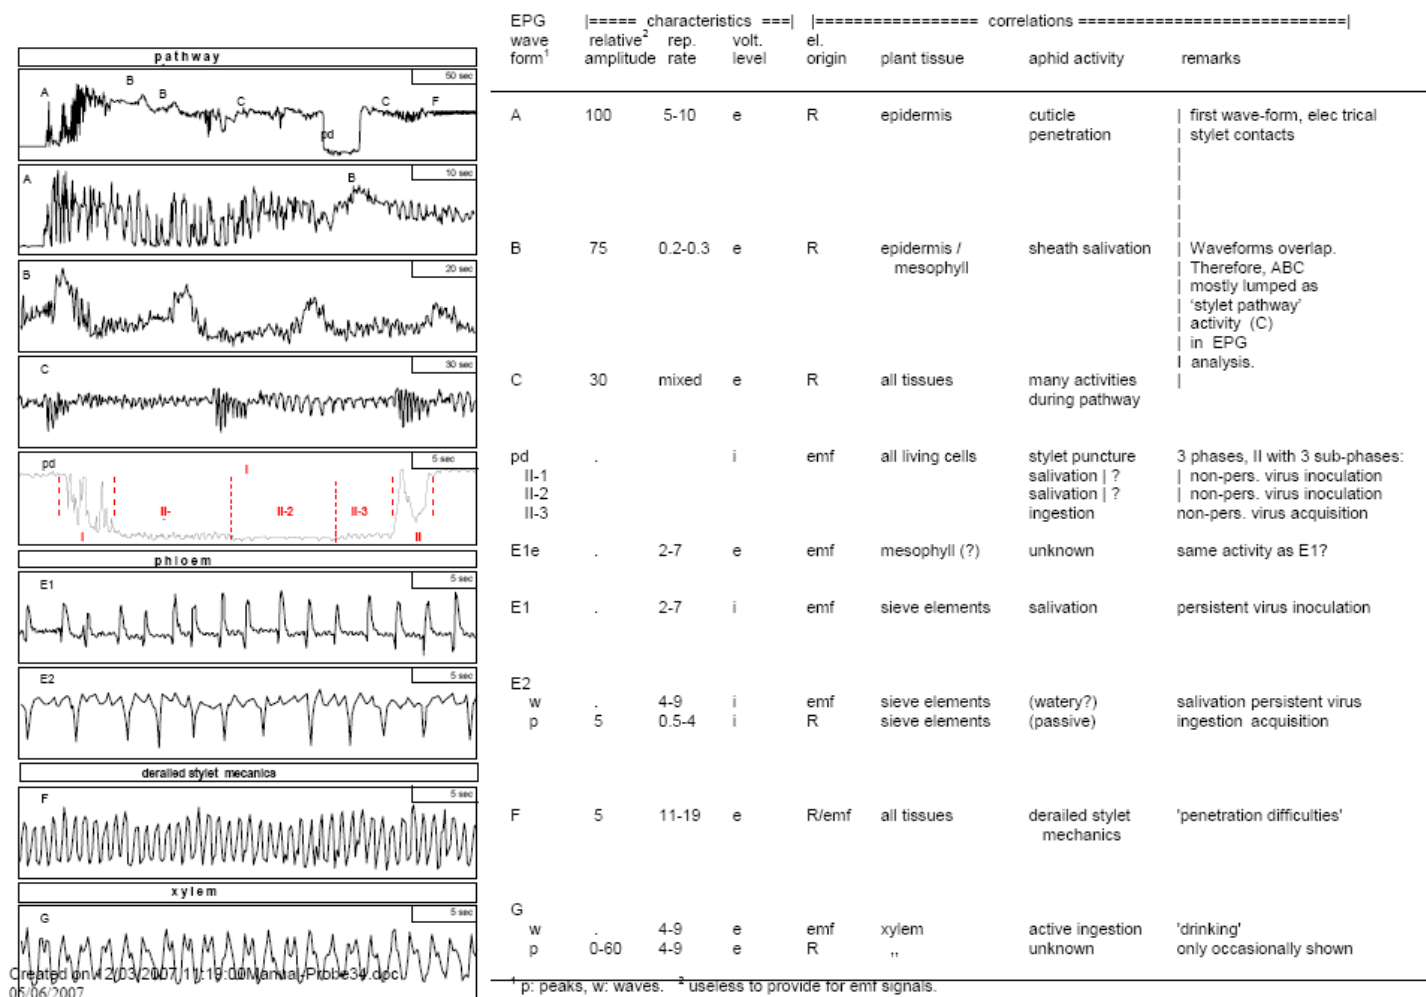 pathway
50 sec
A
B
B
C
pd
C
F
10 sec
A
B
20 sec
B
30 sec
C
5 sec
pd
I
II-
II-2
II-3
I
II
phloem
5 sec
E1
5 sec
E2
derailed stylet mecanics
5 sec
F
xylem
5 sec
G
Created on 12/03/2007 11:19:00Manual-Probe34.doc
05/06/2007
EPG |===== characteristics ===| |================= correlations ============================|
wave relative2 rep. volt. el.
form1 amplitude rate level origin plant tissue aphid activity remarks
A 100 5-10 e R epidermis cuticle | first wave-form, elec trical
penetration | stylet contacts
|
|
|
|
|
B 75 0.2-0.3 e R epidermis / sheath salivation | Waveforms overlap.
mesophyll | Therefore, ABC
| mostly lumped as
| 'stylet pathway'
| activity (C)
| in EPG
| analysis.
C 30 mixed e R all tissues many activities |
during pathway
pd . i emf all living cells stylet puncture 3 phases, II with 3 sub-phases:
II-1 salivation | ? | non-pers. virus inoculation
II-2 salivation | ? | non-pers. virus inoculation
II-3 ingestion non-pers. virus acquisition
E1e . 2-7 e emf mesophyll (?) unknown same activity as E1?
E1 . 2-7 i emf sieve elements salivation persistent virus inoculation
E2
w . 4-9 i emf sieve elements (watery?) salivation persistent virus
p 5 0.5-4 i R sieve elements (passive) ingestion acquisition
F 5 11-19 e R/emf all tissues derailed stylet 'penetration difficulties'
mechanics
G
w . 4-9 e emf xylem active ingestion 'drinking'
p 0-60 4-9 e R ,, unknown only occasionally shown
1 p: peaks, w: waves. 2 useless to provide for emf signals.